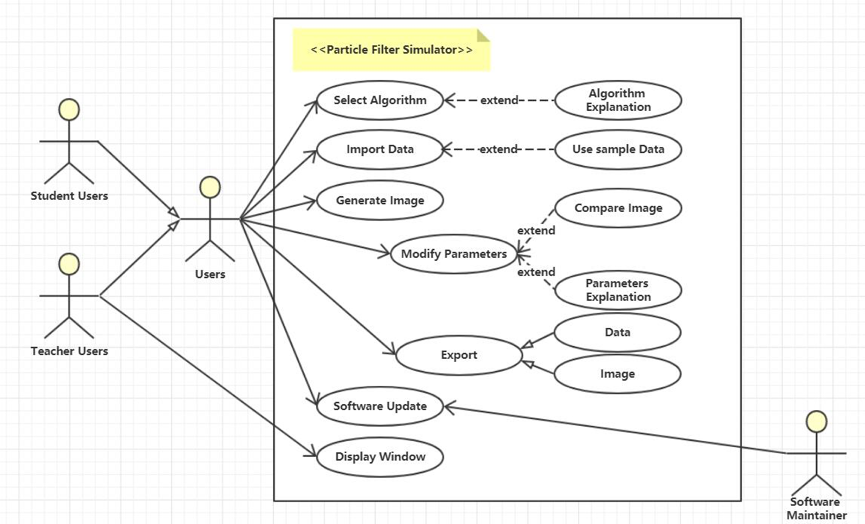 <<Particle Filter Simulator>>
Select Algorithm
extend
Algorithm
Explanation
Import Data
extend
Use sample Data
Student Users
Generate Image
Compare Image
extend
Users
Modify Parameters
extend
Parameters
Explanation
Teacher Users
Data
Export
Image
Software Update
Display Window
Software
Maintainer